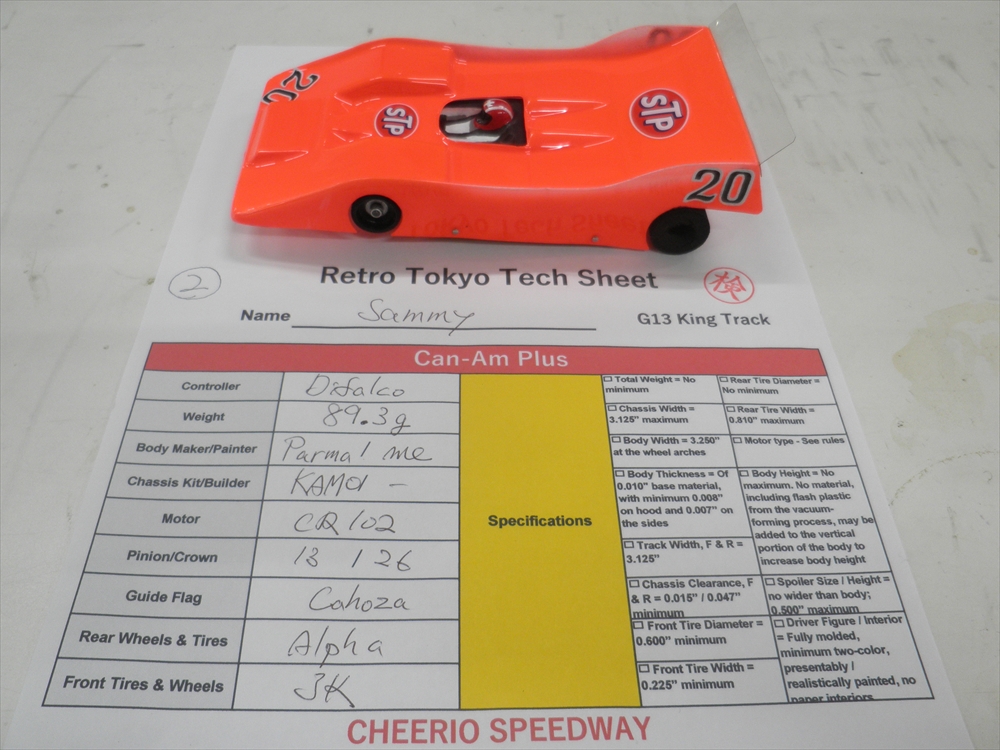 20
STP
STP
20
2
Retro Tokyo Tech Sheet
Name Sammy
G13 King Track
Can-Am Plus
Controller Difalco
Weight 89.3g
Body Maker/Painter Parma / me
Chassis Kit/Builder KAMOI -
Motor CR 102
Pinion/Crown 13 / 26
Guide Flag Cahoza
Rear Wheels & Tires Alpha
Front Tires & Wheels JK
Specifications
☐ Total Weight = No
minimum
☐ Chassis Width =
3.125" maximum
☐ Body Width = 3.250"
at the wheel arches
☐ Body Thickness = Of
0.010" base material,
with minimum 0.008"
on hood and 0.007" on
the sides
☐ Track Width, F & R =
3.125"
☐ Chassis Clearance, F
& R = 0.015" / 0.047"
minimum
☐ Front Tire Diameter =
0.600" minimum
☐ Front Tire Width =
0.225" minimum
☐ Rear Tire Diameter =
No minimum
☐ Rear Tire Width =
0.810" maximum
☐ Motor type - See rules
☐ Body Height = No
maximum. No material,
including flash plastic
from the vacuum-
forming process, may be
added to the vertical
portion of the body to
increase body height
☐ Spoiler Size / Height =
no wider than body;
0.500" maximum
☐ Driver Figure / Interior
= Fully molded,
minimum two-color,
presentably /
realistically painted, no
paper interiors
CHEERIO SPEEDWAY